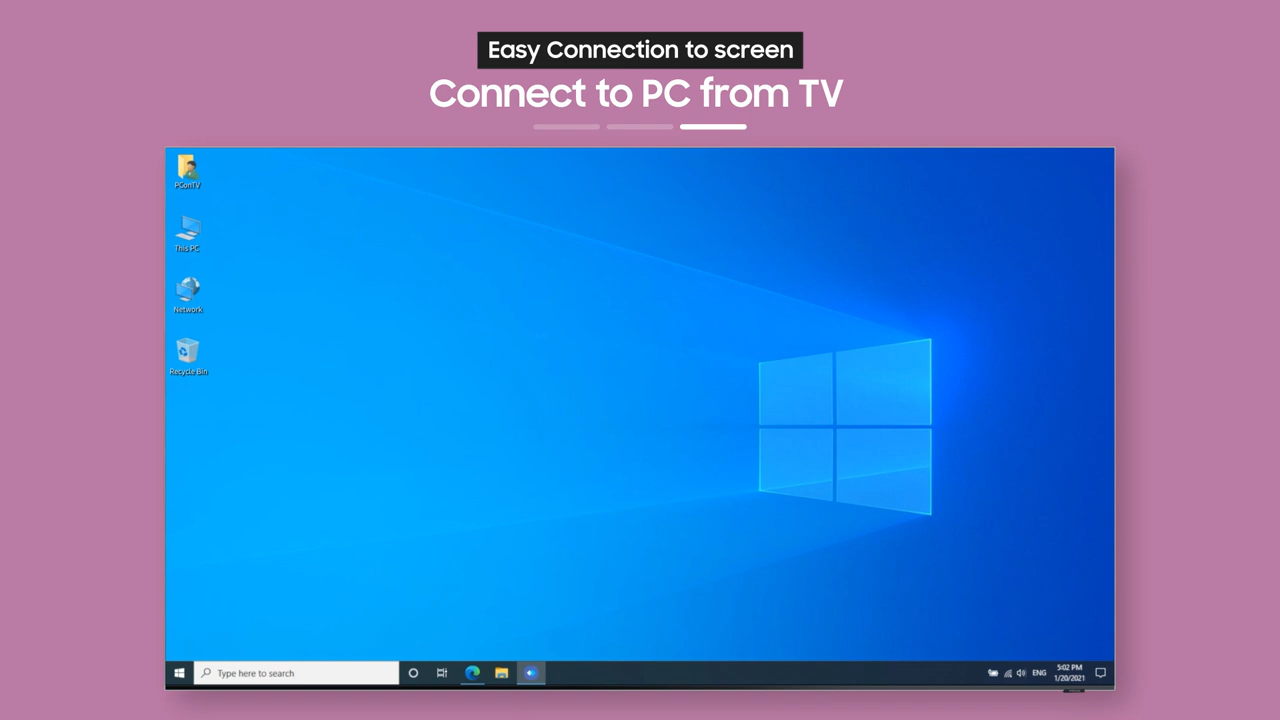 Easy Connection to screen
Connect to PC from TV
PConTV
This PC
Network
Recycle Bin
Type here to search
ENG
5:02 PM
1/20/2021